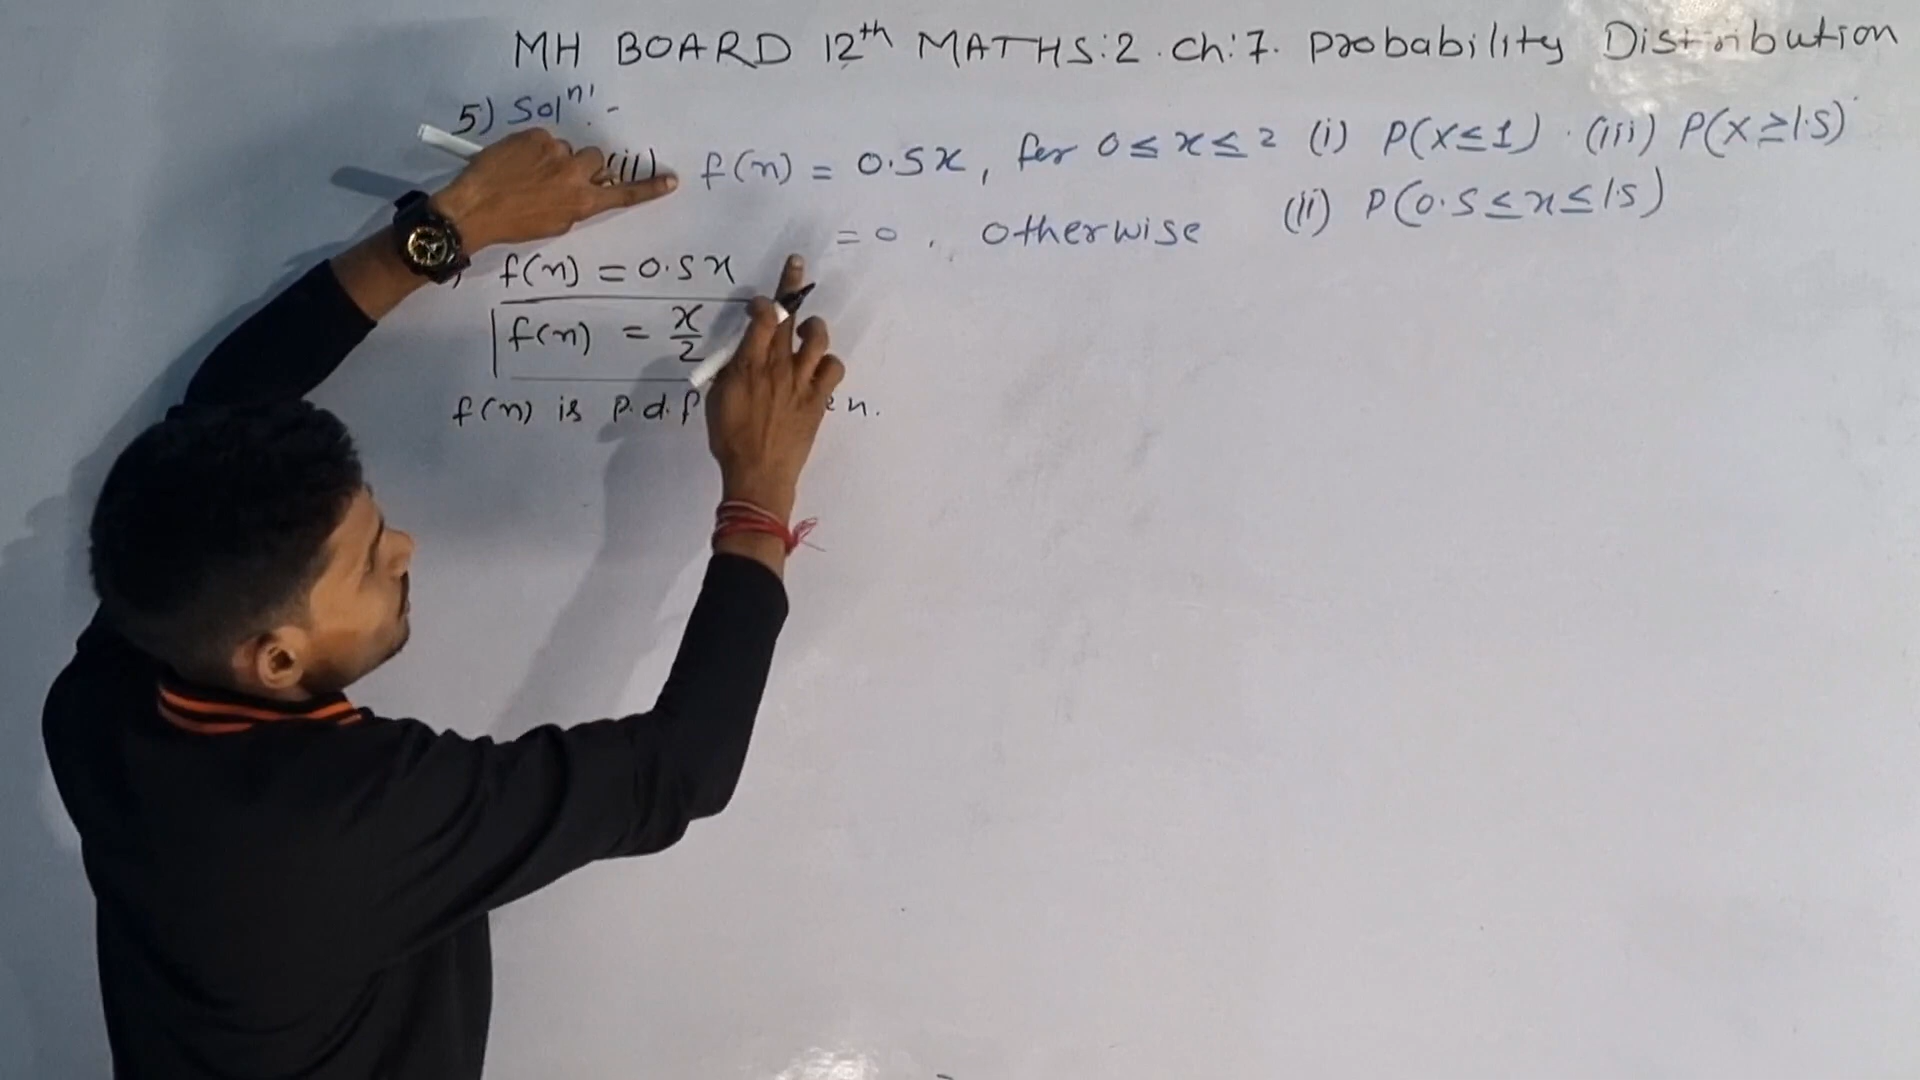 MH BOARD 12th MATHS:2. Ch:7. Probability Distribution
5) Solⁿ:-
(ii) f(n) = 0.5x, for 0≤x≤2 (i) P(X≤1). (iii) P(X≥1.5)
= 0, otherwise (ii) P(0.5≤x≤1.5)
f(n) = 0.5x
f(n) = x/2
f(n) is p.d.f